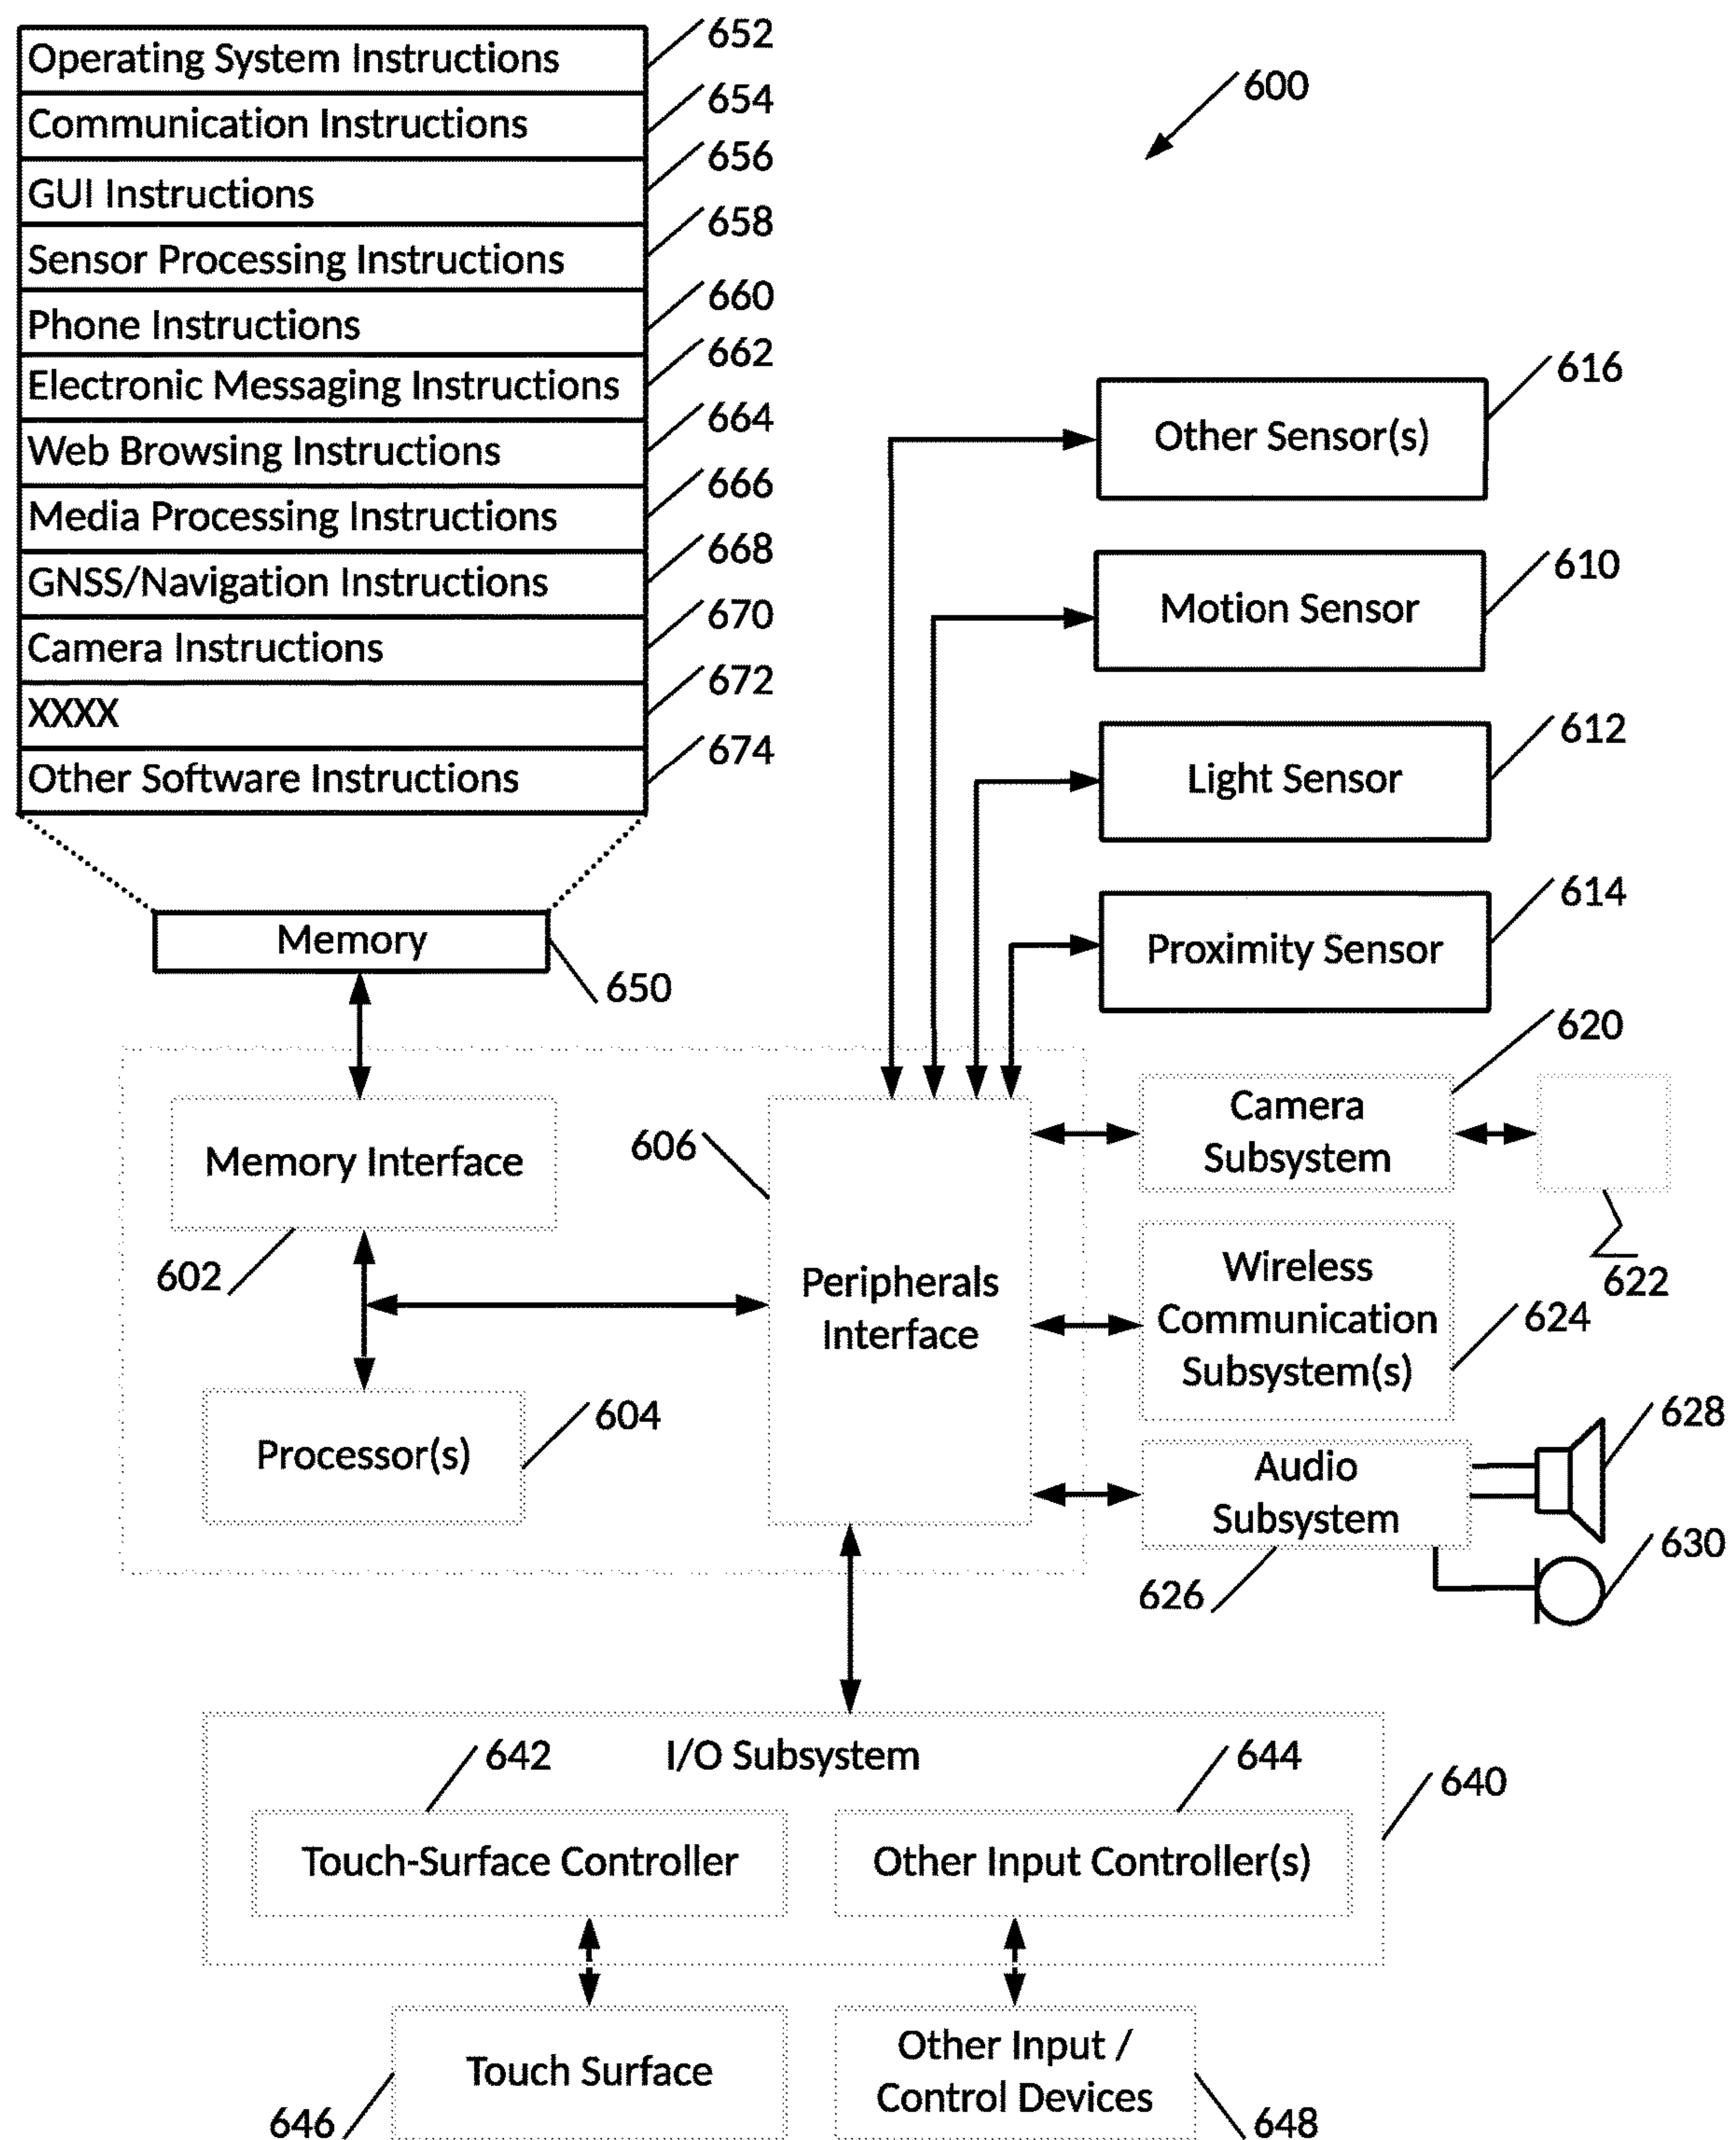 Operating System Instructions
652
Communication Instructions
654
GUI Instructions
656
Sensor Processing Instructions
658
Phone Instructions
660
Electronic Messaging Instructions
662
Web Browsing Instructions
664
Media Processing Instructions
666
GNSS/Navigation Instructions
668
Camera Instructions
670
XXXX
672
Other Software Instructions
674
Memory
650
600
Other Sensor(s)
616
Motion Sensor
610
Light Sensor
612
Proximity Sensor
614
Memory Interface
602
Processor(s)
604
606
Peripherals
Interface
Camera
Subsystem
620
622
Wireless
Communication
Subsystem(s)
624
Audio
Subsystem
626
628
630
I/O Subsystem
640
642
Touch-Surface Controller
644
Other Input Controller(s)
Touch Surface
646
Other Input /
Control Devices
648